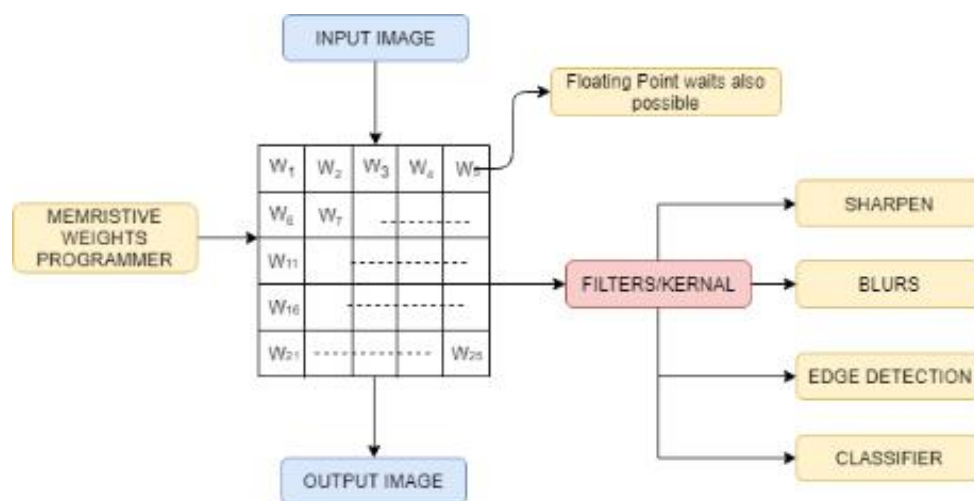 INPUT IMAGE
Floating Point waits also
possible
W₁ W₂ W₃ W₄ W₅
MEMRISTIVE
WEIGHTS
PROGRAMMER
W₆ W₇
W₁₁
W₁₆
W₂₁ W₂₅
FILTERS/KERNAL
SHARPEN
BLURS
EDGE DETECTION
CLASSIFIER
OUTPUT IMAGE